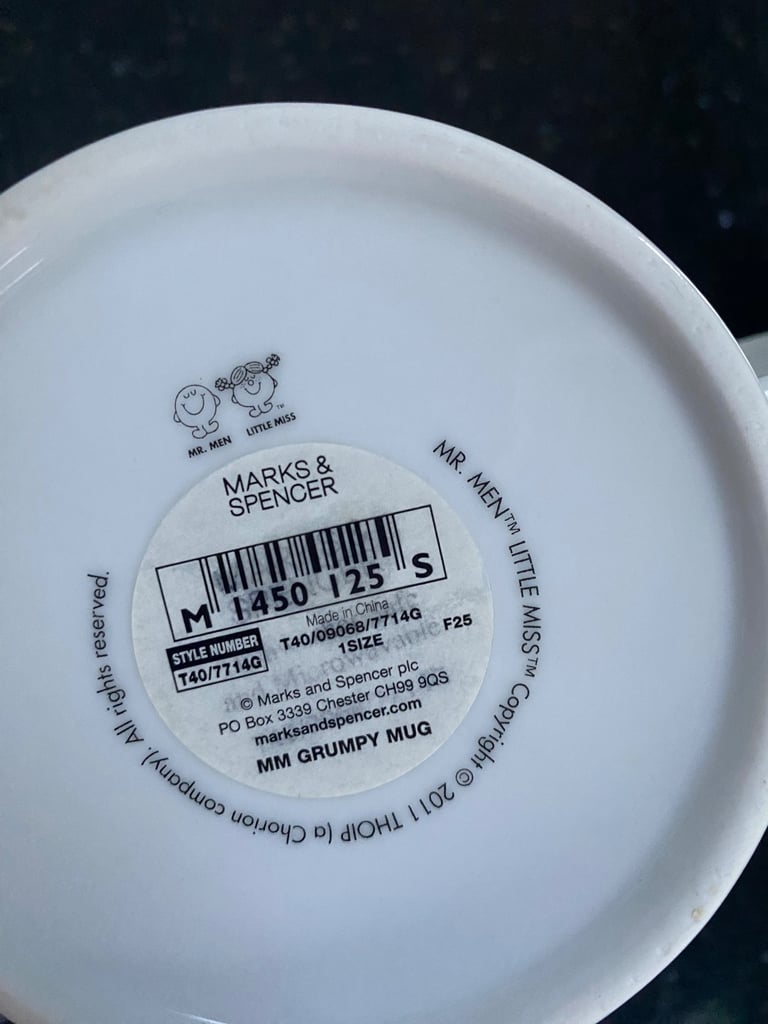 MR. MEN LITTLE MISS™
MARKS &
SPENCER
M 1450 125 S
Made in China
STYLE NUMBER T40/09068/7714G F25
T40/7714G 1SIZE
© Marks and Spencer plc
PO Box 3339 Chester CH99 9QS
marksandspencer.com
MM GRUMPY MUG
MR. MEN™ LITTLE MISS™ Copyright © 2011 THOIP (a Chorion company). All rights reserved.